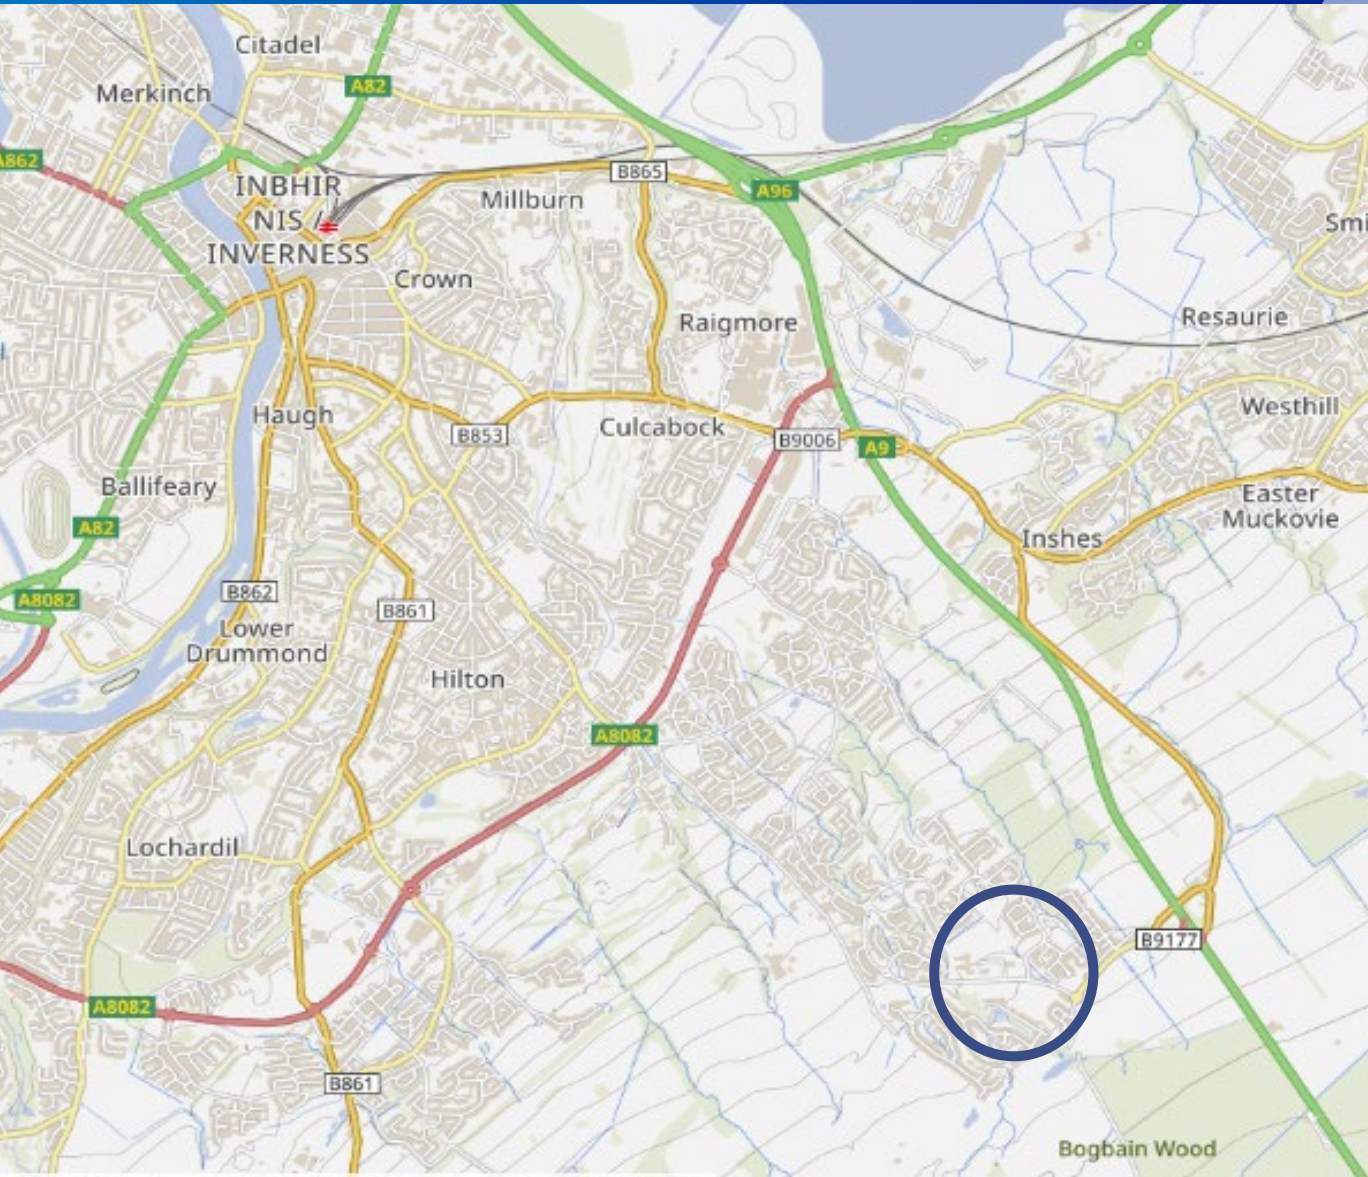 Citadel
A82
Merkinch
A862
B865
INBHIR
NIS /
INVERNESS
Millburn
A96
Smi
Crown
Raigmore
Resaurie
Haugh
Westhill
B853
Culcabock
B9006
A9
Ballifeary
Easter
Muckovie
A82
Inshes
A8082
B862
B861
Lower
Drummond
Hilton
A8082
Lochardil
B9177
A8082
B861
Bogbain Wood